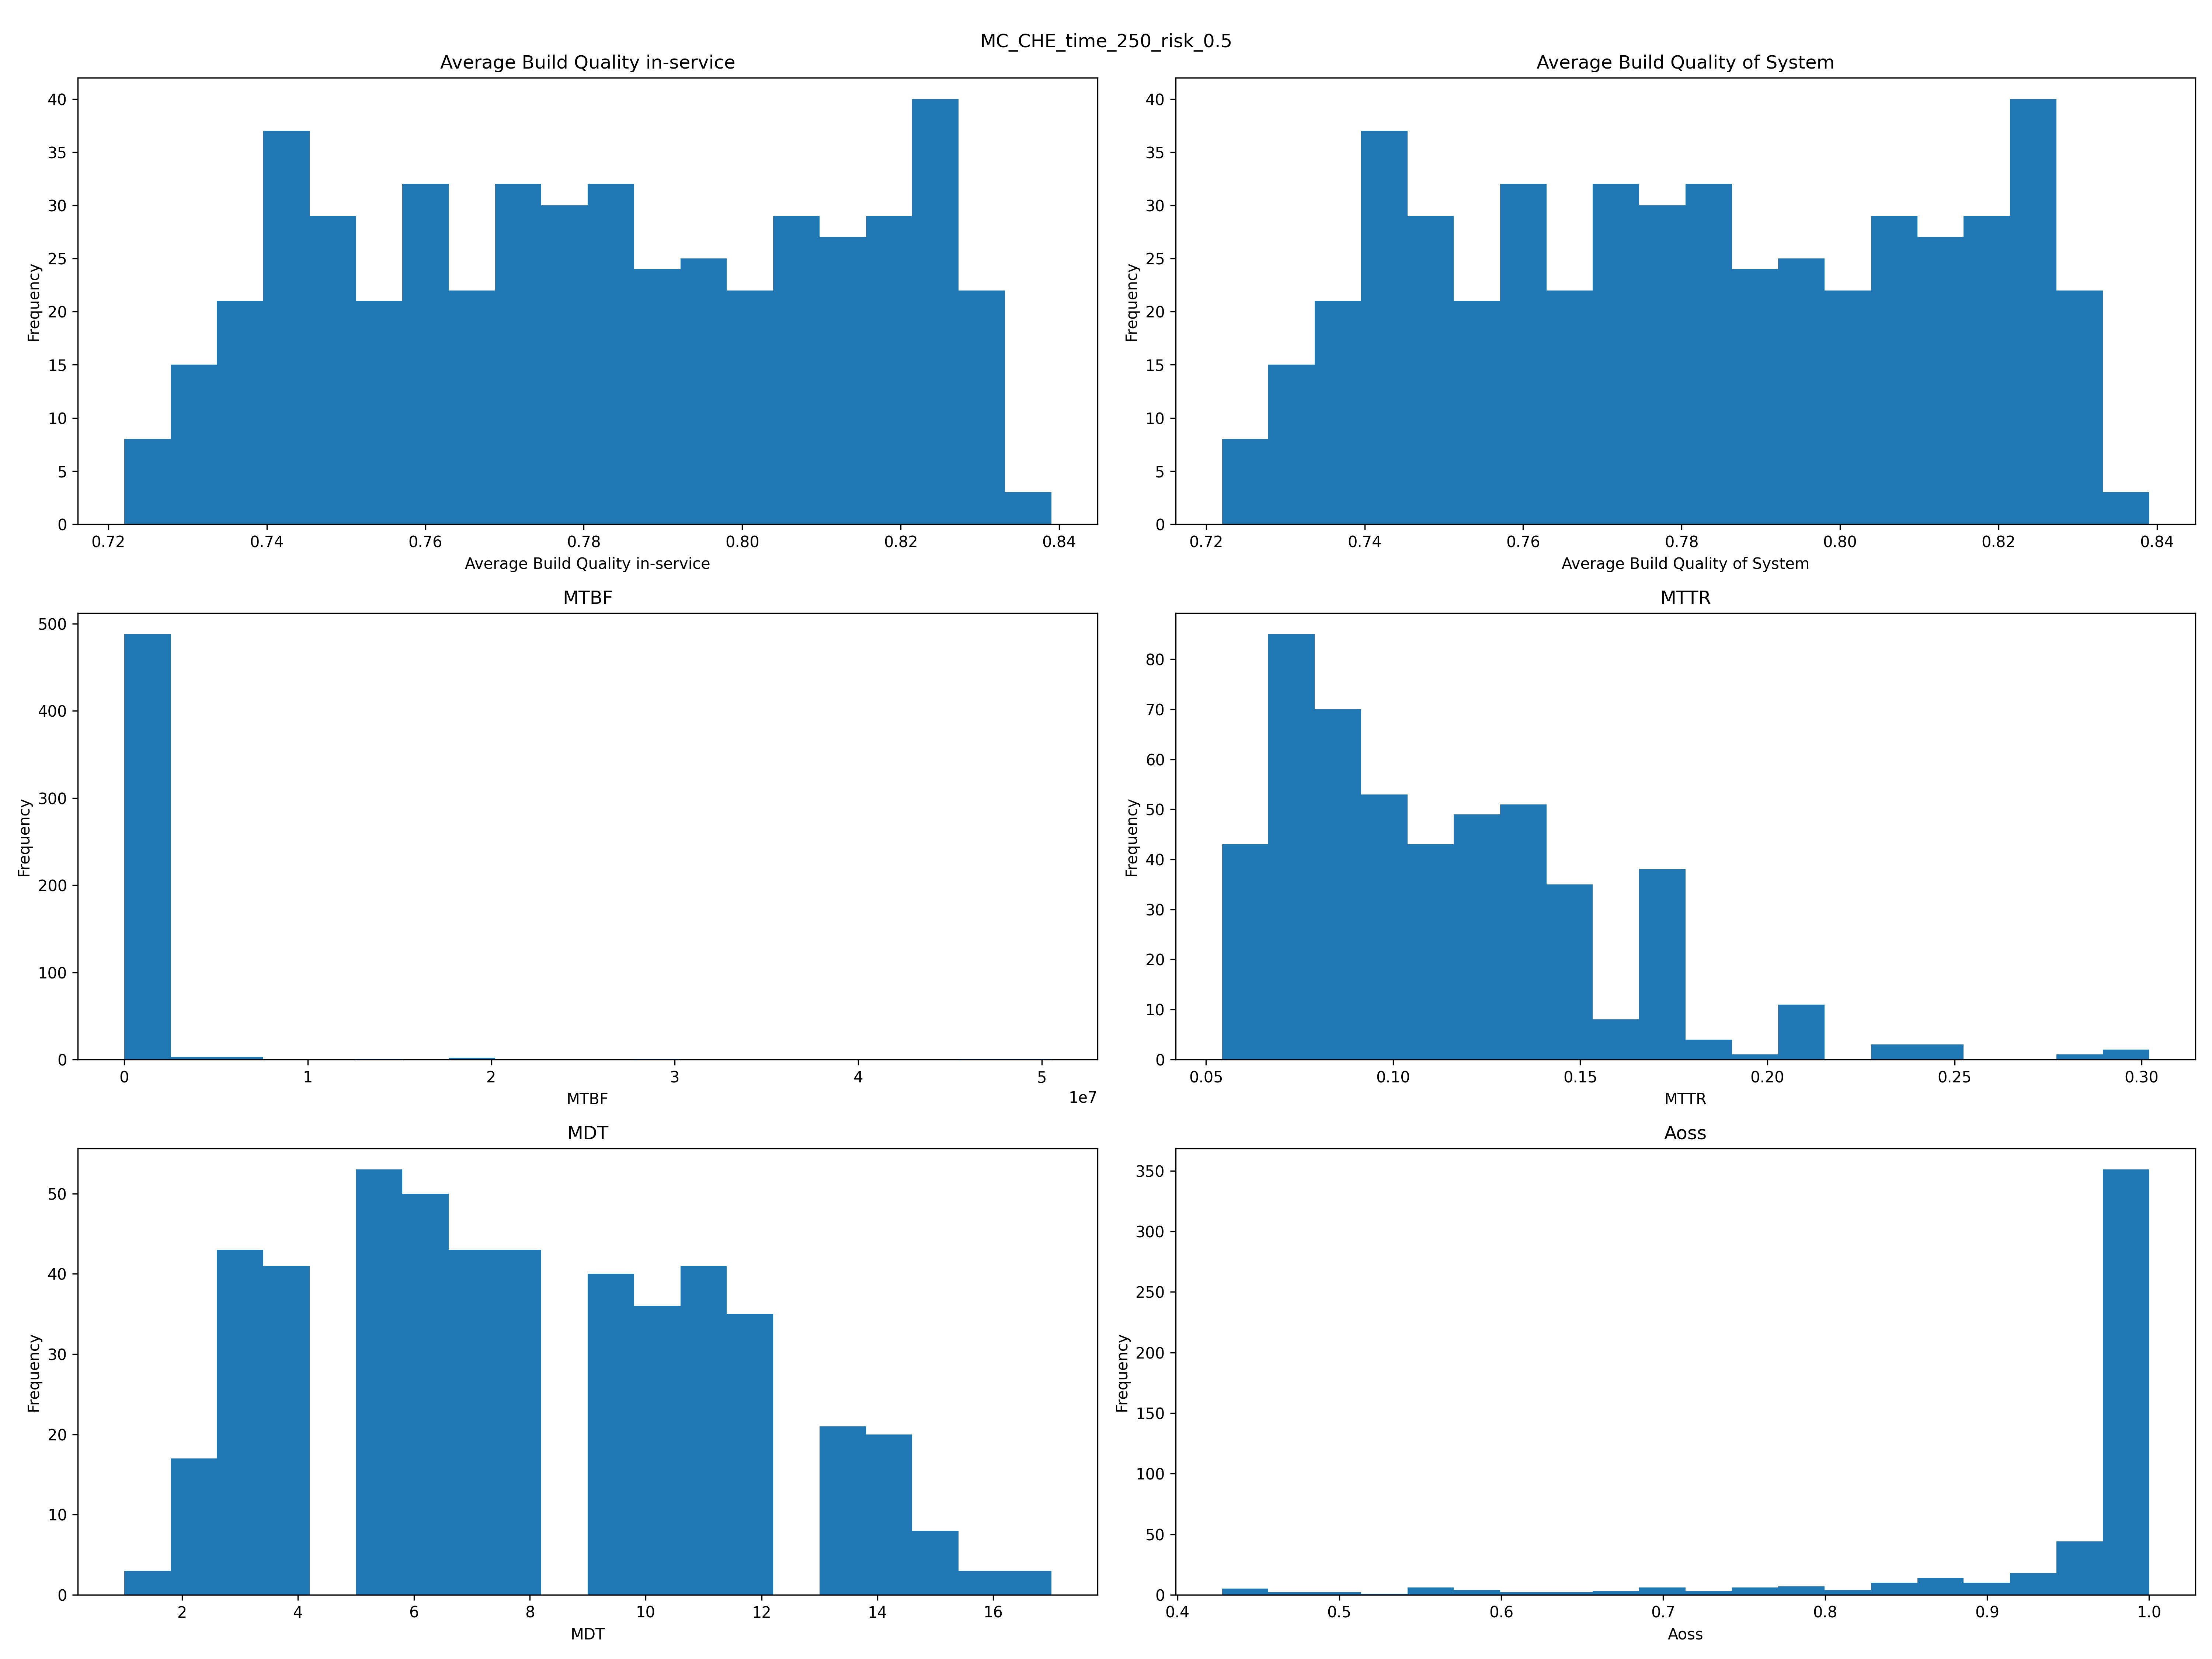 MC_CHE_time_250_risk_0.5
Average Build Quality in-service
Frequency
0 5 10 15 20 25 30 35 40
0.72 0.74 0.76 0.78 0.80 0.82 0.84
Average Build Quality in-service
Average Build Quality of System
Frequency
0 5 10 15 20 25 30 35 40
0.72 0.74 0.76 0.78 0.80 0.82 0.84
Average Build Quality of System
MTBF
Frequency
0 100 200 300 400 500
0 1 2 3 4 5
1e7
MTBF
MTTR
Frequency
0 10 20 30 40 50 60 70 80
0.05 0.10 0.15 0.20 0.25 0.30
MTTR
MDT
Frequency
0 10 20 30 40 50
2 4 6 8 10 12 14 16
MDT
Aoss
Frequency
0 50 100 150 200 250 300 350
0.4 0.5 0.6 0.7 0.8 0.9 1.0
Aoss